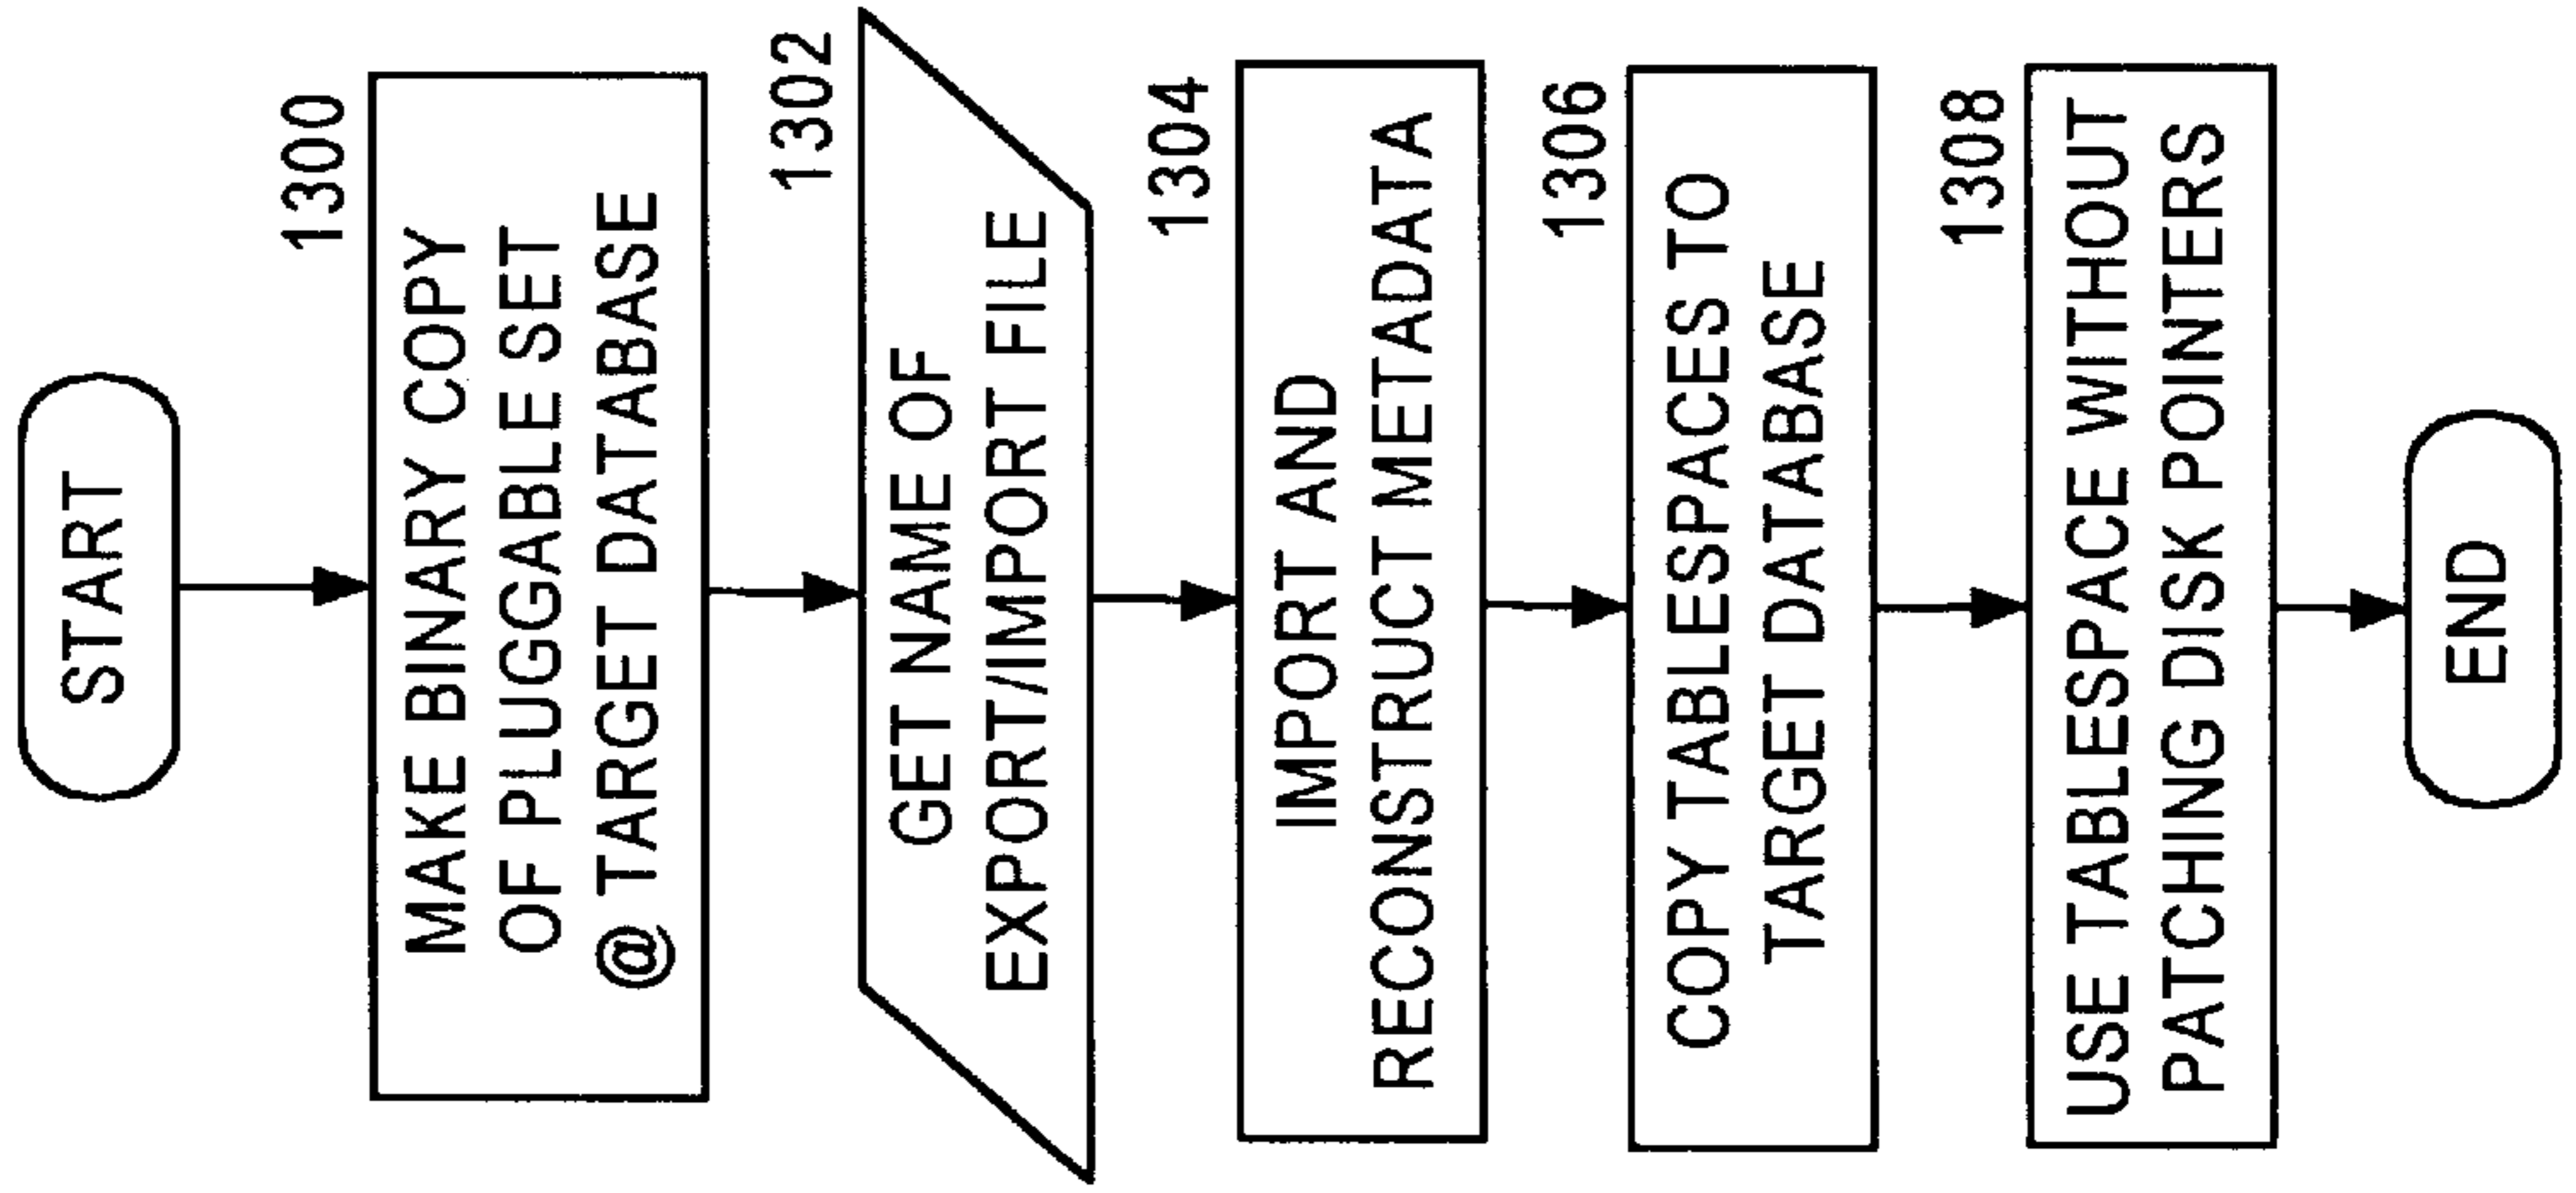 START
1300
MAKE BINARY COPY
OF PLUGGABLE SET
@ TARGET DATABASE
1302
GET NAME OF
EXPORT/IMPORT FILE
1304
IMPORT AND
RECONSTRUCT METADATA
1306
COPY TABLESPACES TO
TARGET DATABASE
1308
USE TABLESPACE WITHOUT
PATCHING DISK POINTERS
END